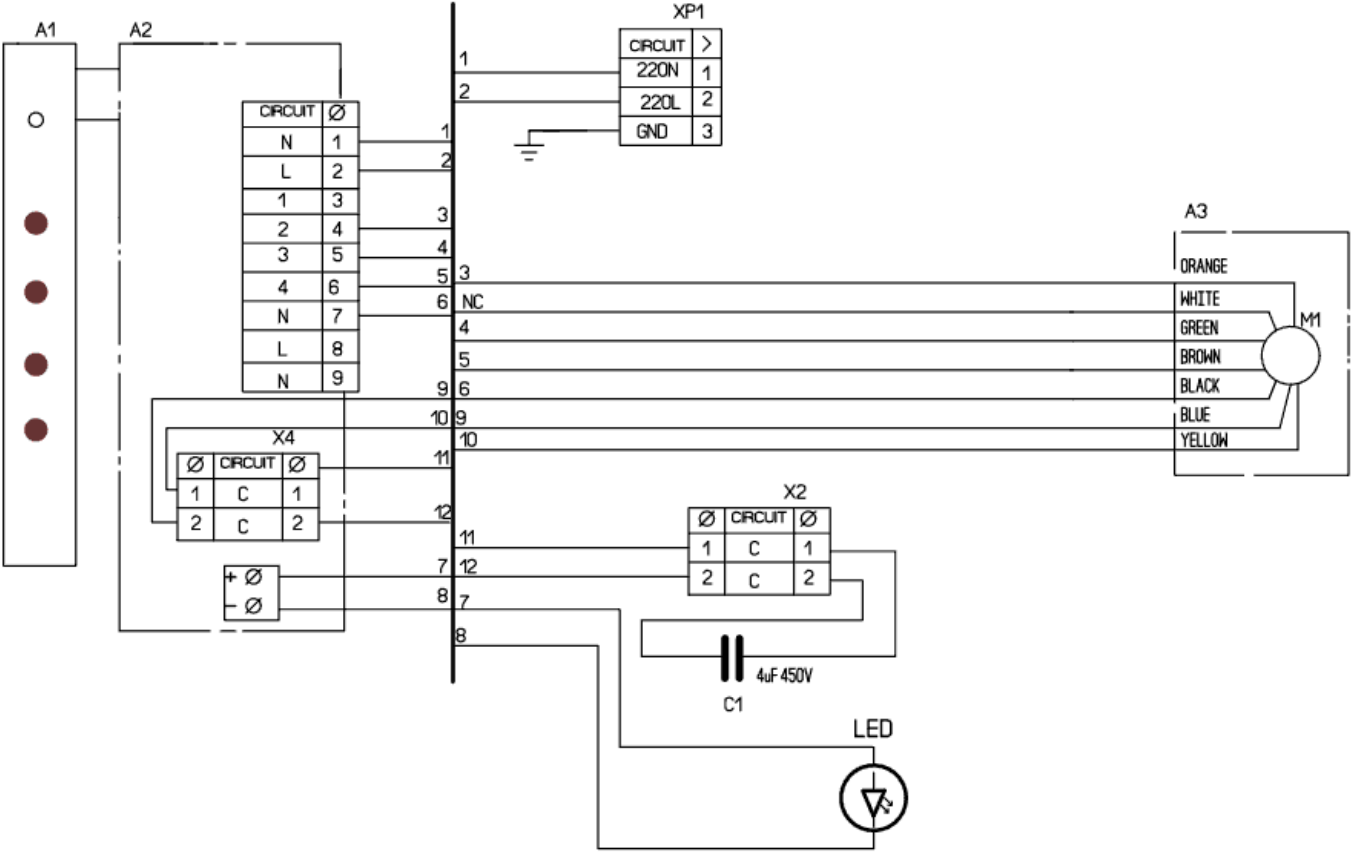 XP1
A1 A2
CIRCUIT >
1 220N 1
2 220L 2
GND 3
CIRCUIT Ø
N 1 1
L 2 2
1 3
2 4 3
3 5 4
4 6 5 3
N 7 6 NC
L 8 4
N 9 5
9 6
10 9
10
A3
ORANGE
WHITE
M1
GREEN
BROWN
BLACK
BLUE
YELLOW
X4
Ø CIRCUIT Ø 11
1 C 1
2 C 2 12
X2
Ø CIRCUIT Ø
11 1 C 1
12 2 C 2
+ Ø 7
- Ø 8 7
8
4uF 450V
C1
LED